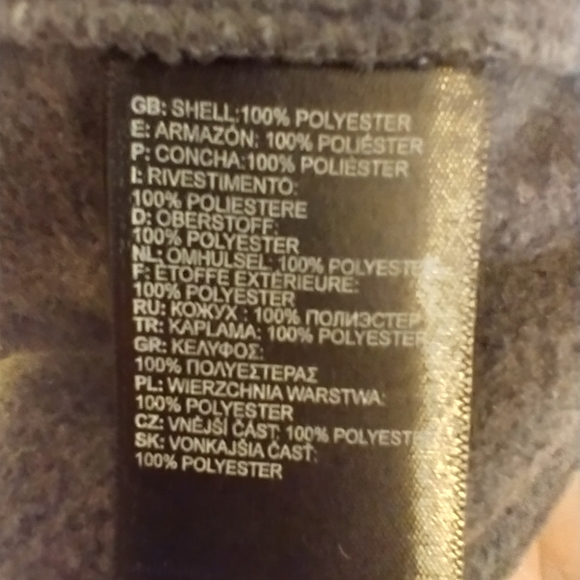 GB: SHELL:100% POLYESTER
E: ARMAZÓN: 100% POLIÉSTER
P: CONCHA:100% POLIÉSTER
I: RIVESTIMENTO:
100% POLIESTERE
D: OBERSTOFF:
100% POLYESTER
NL: OMHULSEL: 100% POLYESTER
F: ÉTOFFE EXTÉRIEURE:
100% POLYESTER
RU: КОЖУХ : 100% ПОЛИЭСТЕР
TR: KAPLAMA: 100% POLYESTER
GR: ΚΕΛΥΦΟΣ:
100% ΠΟΛΥΕΣΤΕΡΑΣ
PL: WIERZCHNIA WARSTWA:
100% POLYESTER
CZ: VNĚJŠÍ ČÁST: 100% POLYESTER
SK: VONKAJŠIA ČASŤ:
100% POLYESTER